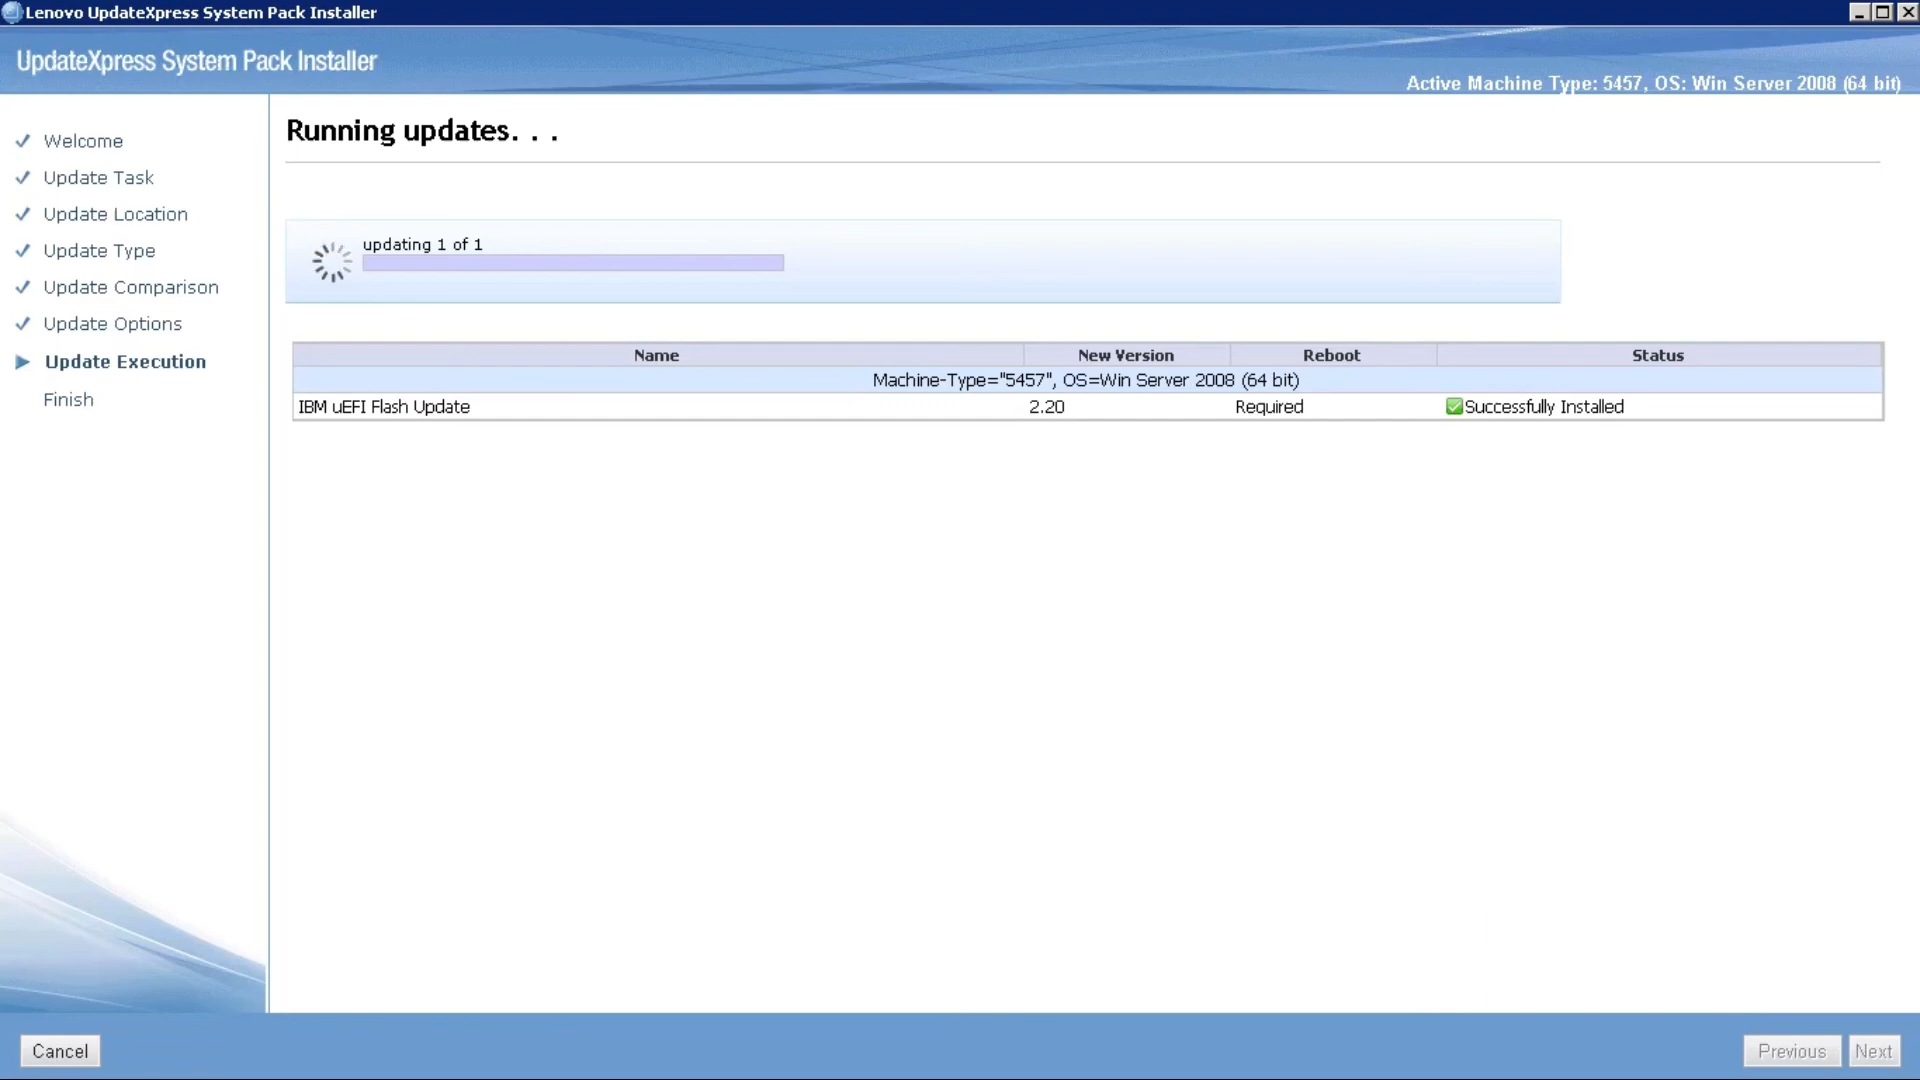 Lenovo UpdateXpress System Pack Installer
UpdateXpress System Pack Installer
Active Machine Type: 5457, OS: Win Server 2008 (64 bit)
Welcome
Update Task
Update Location
Update Type
Update Comparison
Update Options
Update Execution
Finish
Running updates. . .
updating 1 of 1
Name New Version Reboot Status
Machine-Type="5457", OS=Win Server 2008 (64 bit)
IBM uEFI Flash Update 2.20 Required Successfully Installed
Cancel Previous Next